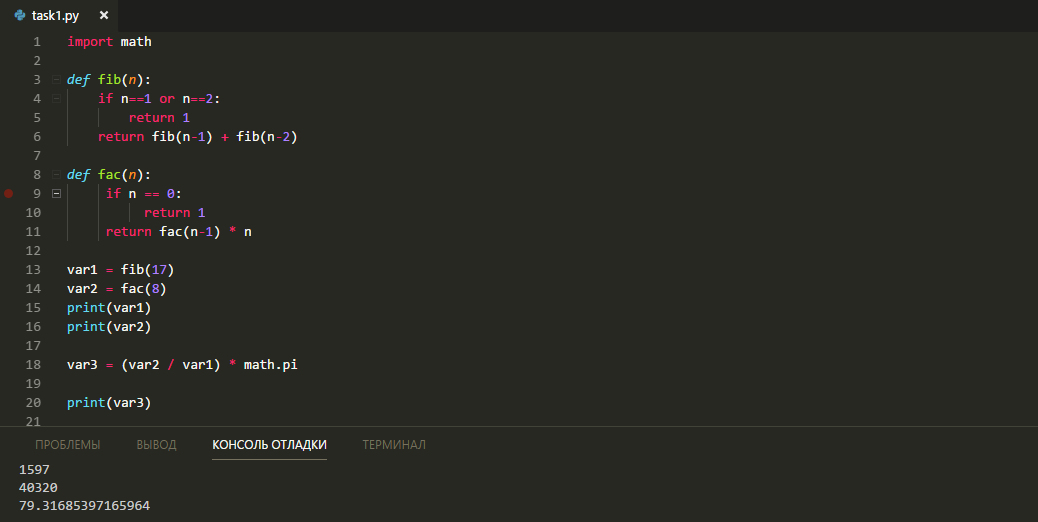 task1.py ×
1 import math
2
3 def fib(n):
4 if n==1 or n==2:
5 return 1
6 return fib(n-1) + fib(n-2)
7
8 def fac(n):
9 if n == 0:
10 return 1
11 return fac(n-1) * n
12
13 var1 = fib(17)
14 var2 = fac(8)
15 print(var1)
16 print(var2)
17
18 var3 = (var2 / var1) * math.pi
19
20 print(var3)
21
ПРОБЛЕМЫ ВЫВОД КОНСОЛЬ ОТЛАДКИ ТЕРМИНАЛ
1597
40320
79.31685397165964